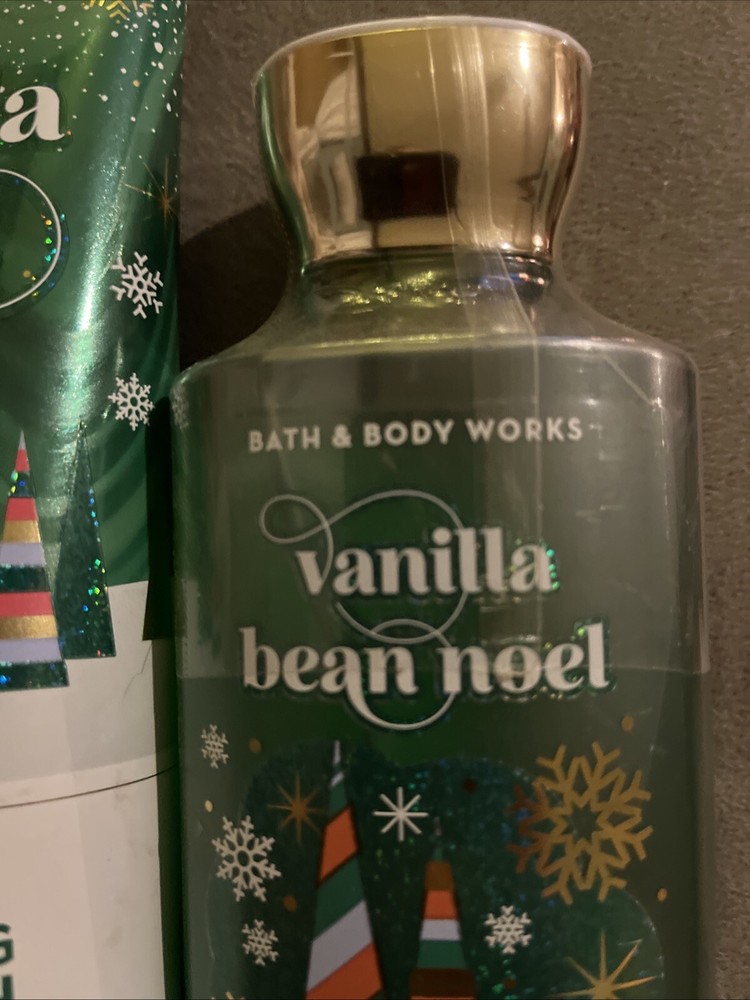 a
BATH & BODY WORKS
vanilla
bean noel
G